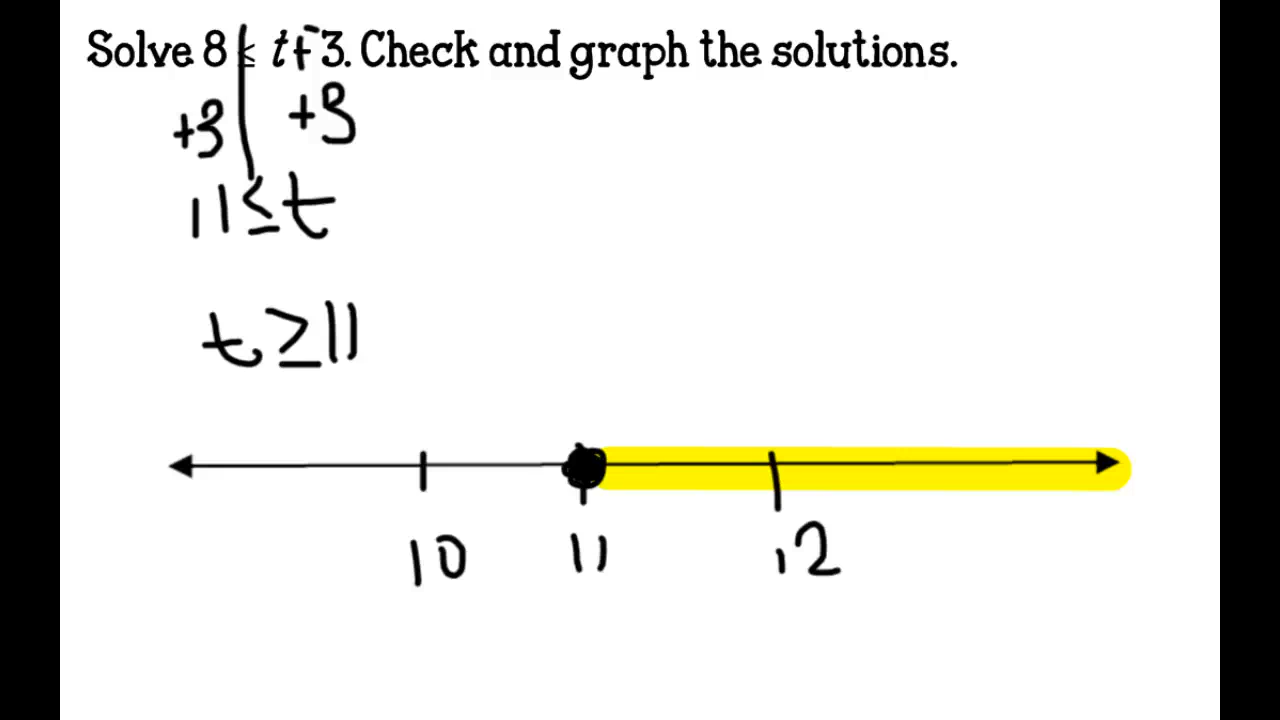 Solve 8 ≤ t + -3. Check and graph the solutions.
+3 +3
11 ≤ t
t ≥ 11
10 11 12